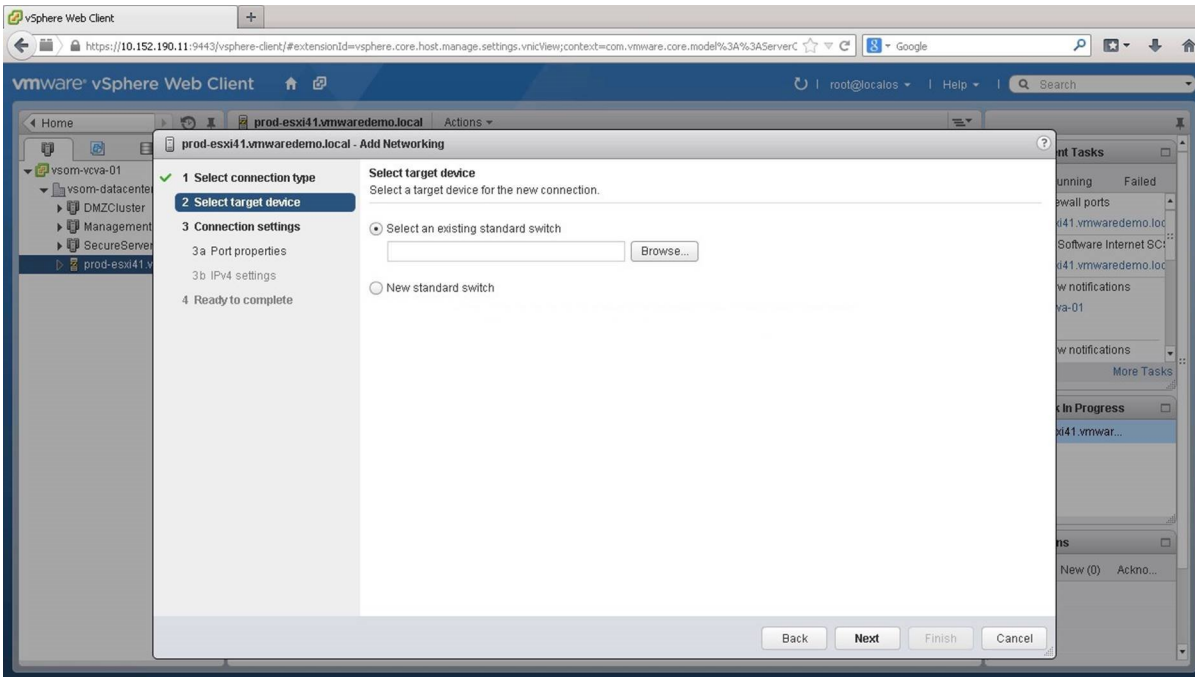 vSphere Web Client
https://10.152.190.11:9443/vsphere-client/#extensionId=vsphere.core.host.manage.settings.vnicView;context=com.vmware.core.model%3A%3AServerC
Google
vmware® vSphere Web Client
root@localos
Help
Search
Home
prod-esxi41.vmwaredemo.local
Actions
prod-esxi41.vmwaredemo.local - Add Networking
vsom-vcva-01
vsom-datacenter
DMZCluster
Management
SecureServer
prod-esxi41.v
1 Select connection type
2 Select target device
3 Connection settings
3a Port properties
3b IPv4 settings
4 Ready to complete
Select target device
Select a target device for the new connection.
Select an existing standard switch
Browse...
New standard switch
Back
Next
Finish
Cancel
nt Tasks
unning Failed
ewall ports
xi41.vmwaredemo.loc
Software Internet SCS
xi41.vmwaredemo.loc
w notifications
va-01
w notifications
More Tasks
k In Progress
xi41.vmwar...
ns
New (0) Ackno...